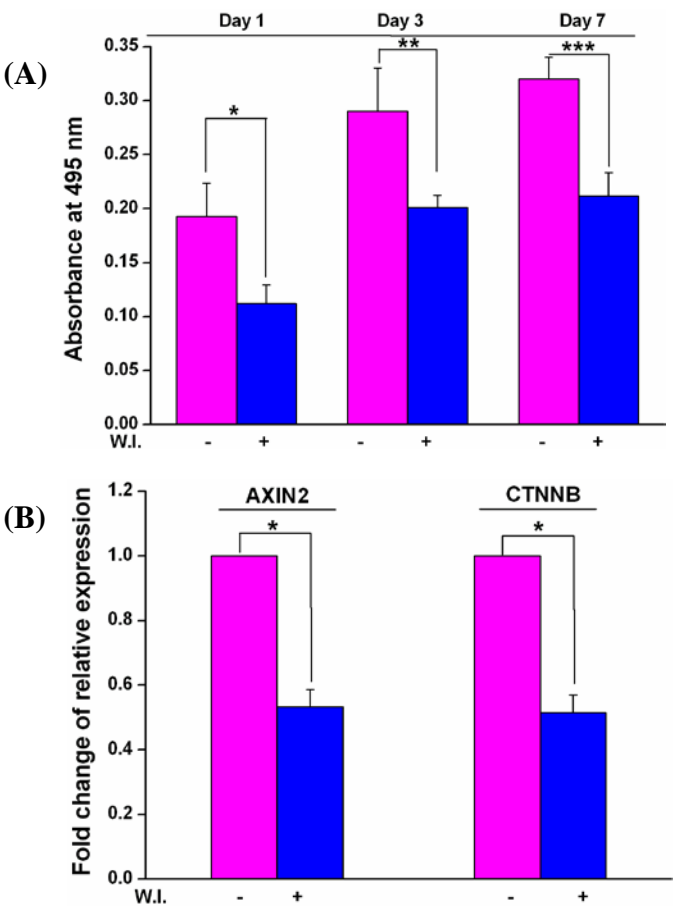 (A)
Day 1 Day 3 Day 7
Absorbance at 495 nm
0.35
0.30
0.25
0.20
0.15
0.10
0.05
0.00
* ** ***
W.I. - + - + - +
(B)
AXIN2 CTNNB
Fold change of relative expression
1.2
1.0
0.8
0.6
0.4
0.2
0.0
* *
W.I. - + - +